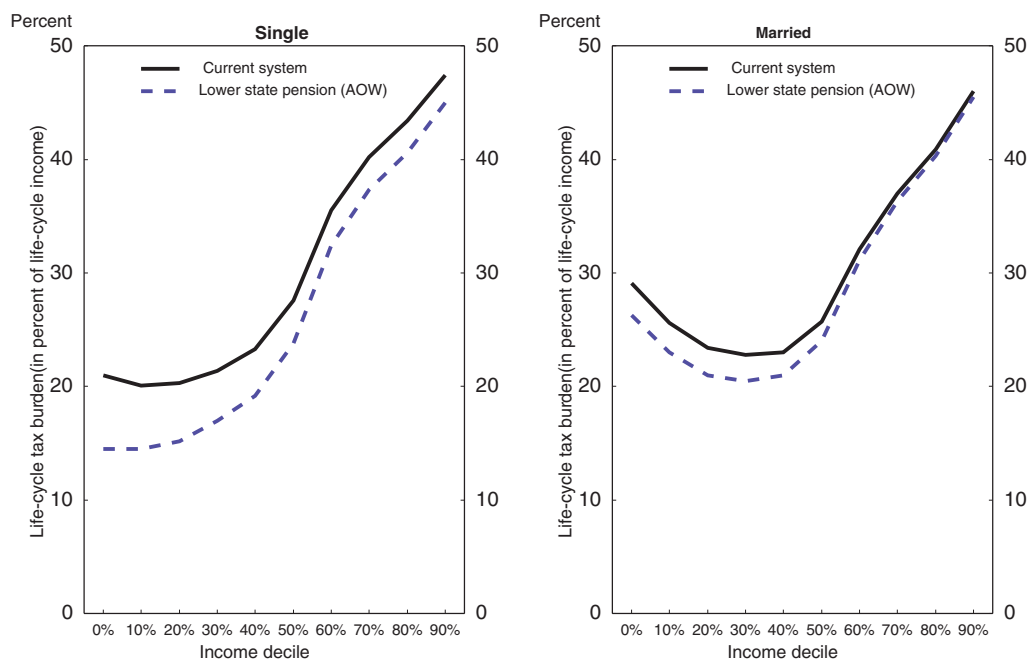 Percent
Single
50
50
Current system
Lower state pension (AOW)
40
40
30
30
20
20
10
10
0
0
Life-cycle tax burden(in percent of life-cycle income)
0% 10% 20% 30% 40% 50% 60% 70% 80% 90%
Income decile
Percent
Married
50
50
Current system
Lower state pension (AOW)
40
40
30
30
20
20
10
10
0
0
Life-cycle tax burden(in percent of life-cycle income)
0% 10% 20% 30% 40% 50% 60% 70% 80% 90%
Income decile